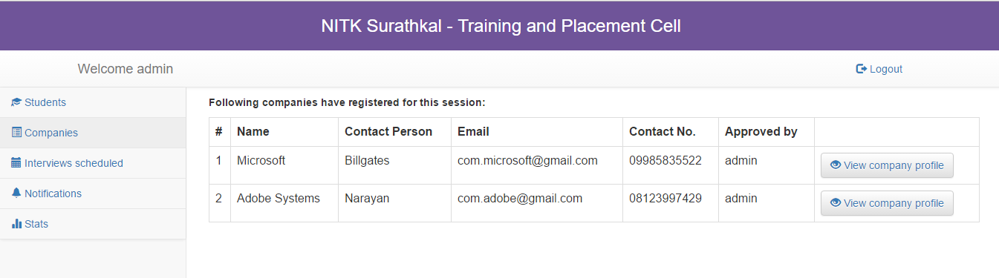 NITK Surathkal - Training and Placement Cell
Welcome admin
Logout
Students
Companies
Interviews scheduled
Notifications
Stats
Following companies have registered for this session:
# Name Contact Person Email Contact No. Approved by
1 Microsoft Billgates com.microsoft@gmail.com 09985835522 admin View company profile
2 Adobe Systems Narayan com.adobe@gmail.com 08123997429 admin View company profile